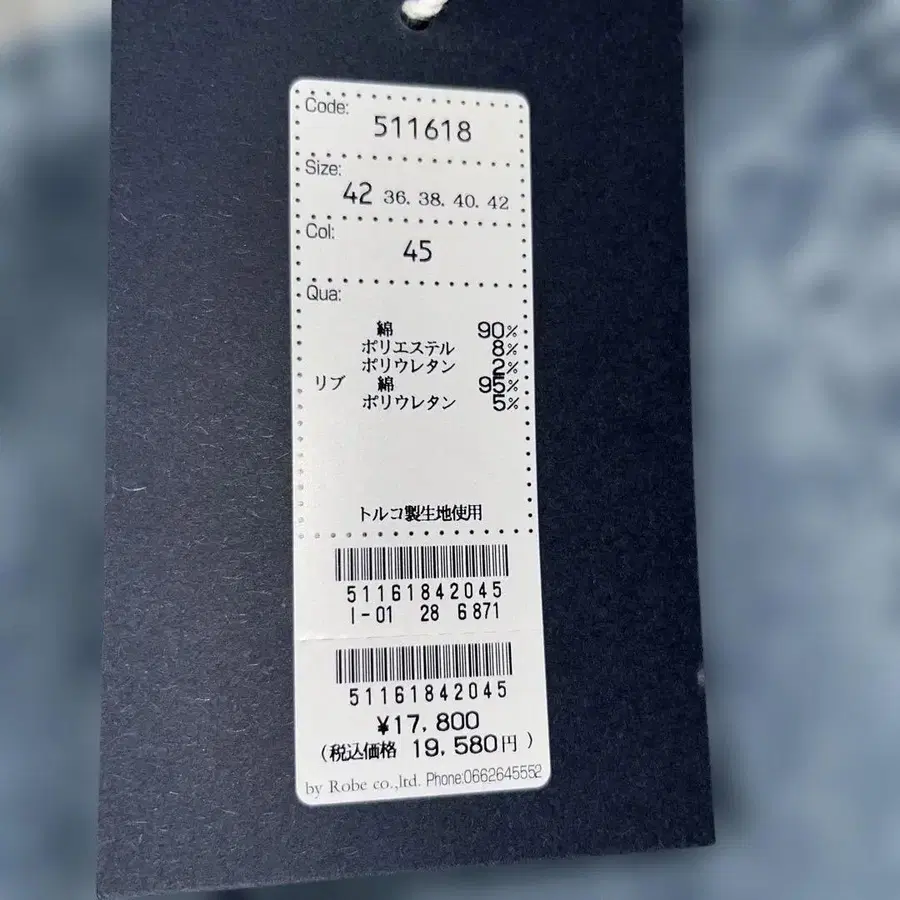 Code:
511618
Size:
42 36. 38. 40. 42
Col:
45
Qua:
綿 90%
ポリエステル 8%
ポリウレタン 2%
リブ 綿 95%
ポリウレタン 5%
トルコ製生地使用
51161842045
I-01 28 6871
51161842045
¥17,800
(税込価格 19,580円)
by Robe co.,ltd. Phone:0662645552